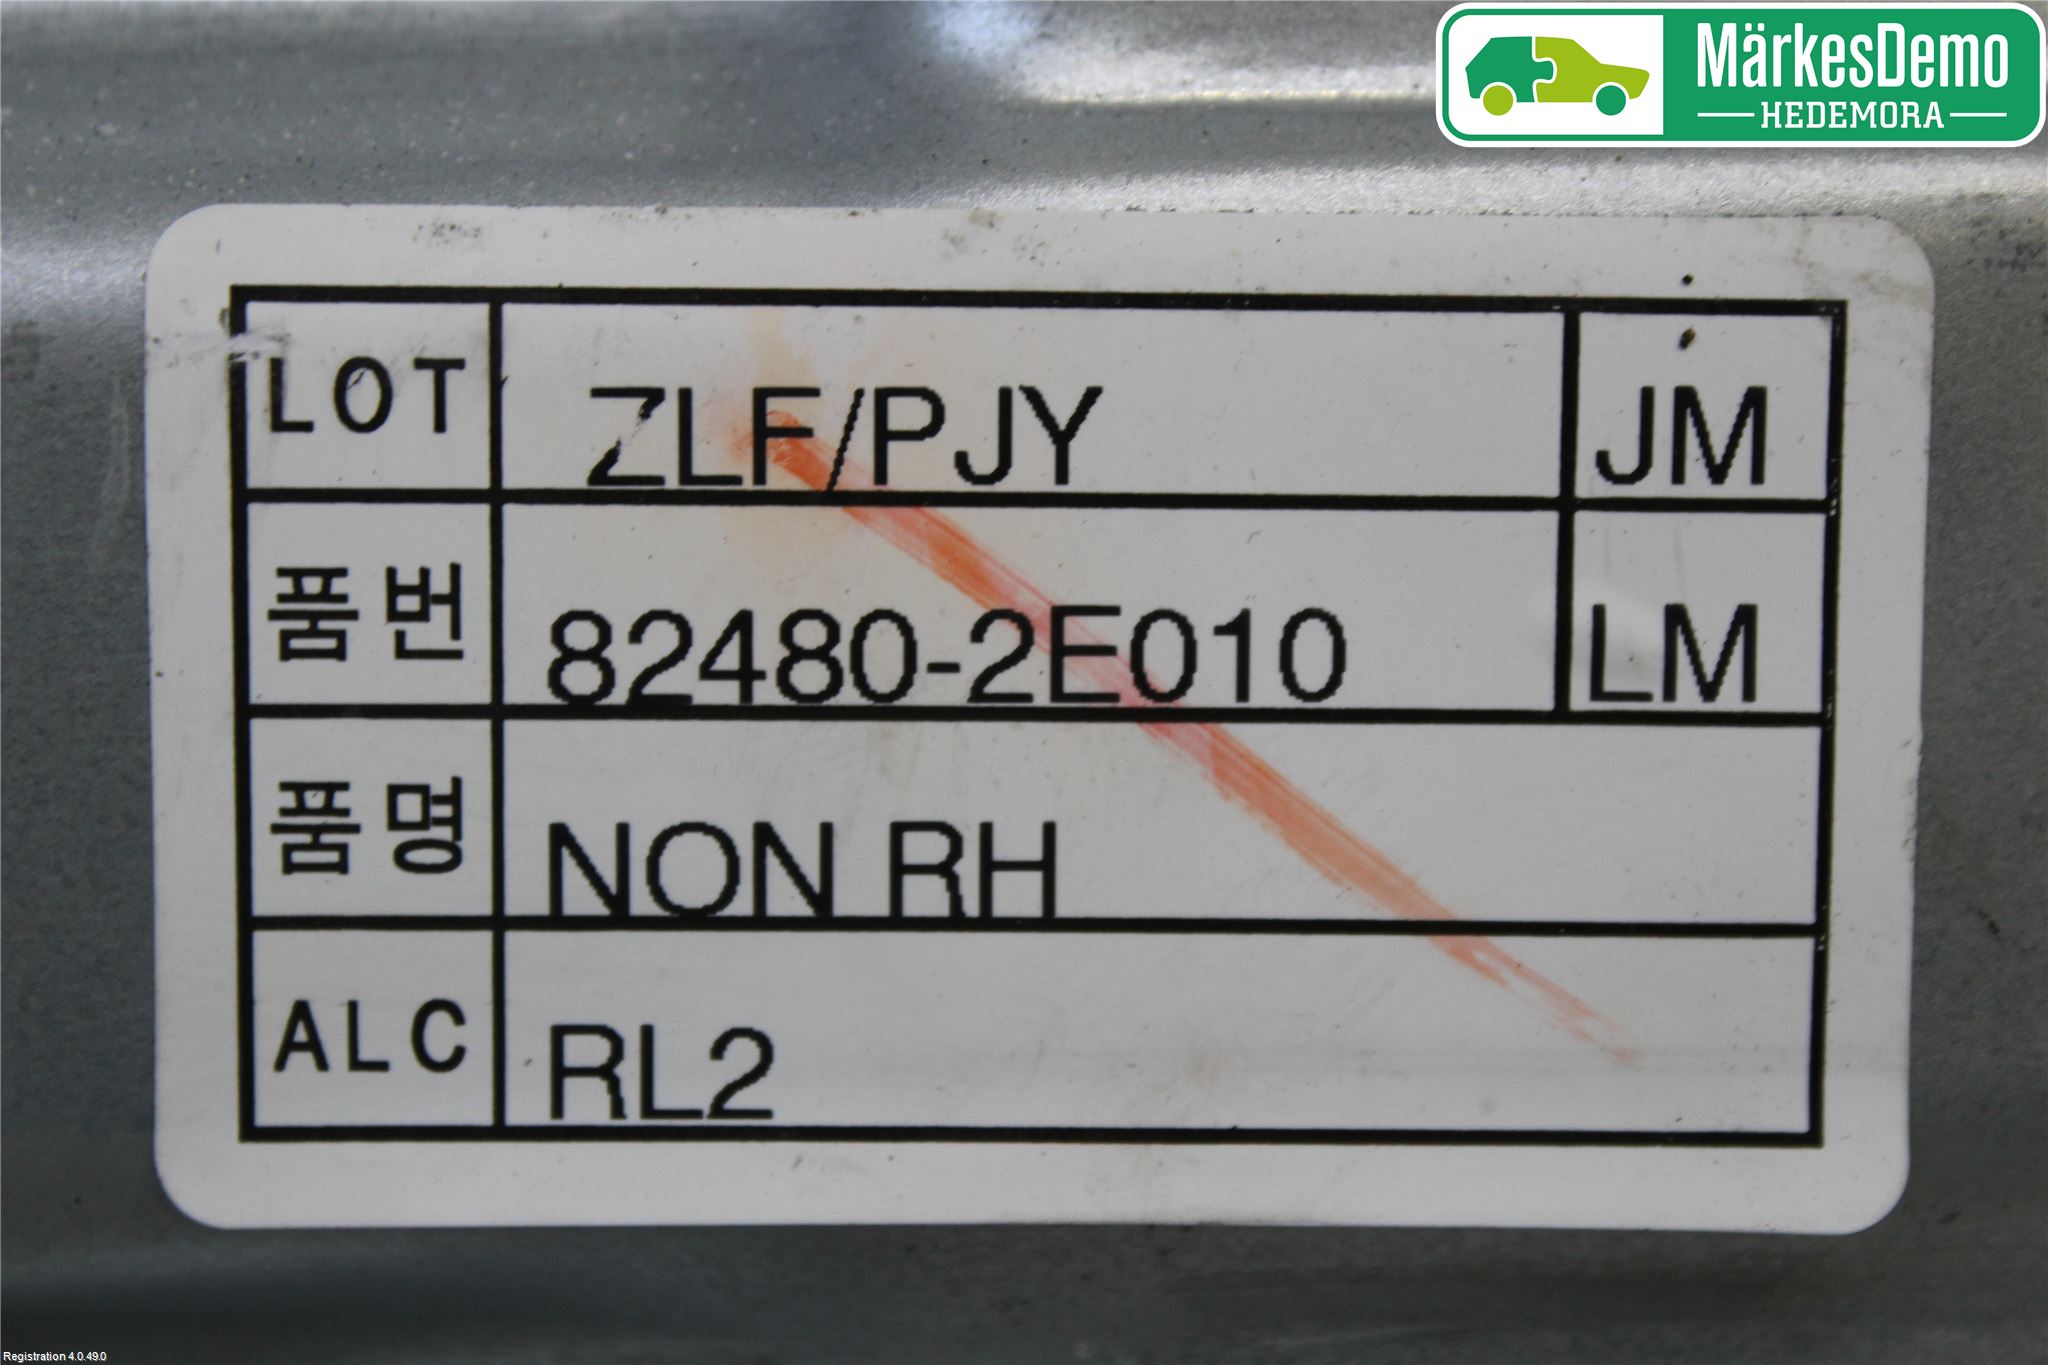 MärkesDemo
HEDEMORA
LOT ZLF/PJY JM
품번 82480-2E010 LM
품명 NON RH
ALC RL2
Registration 4.0.49.0